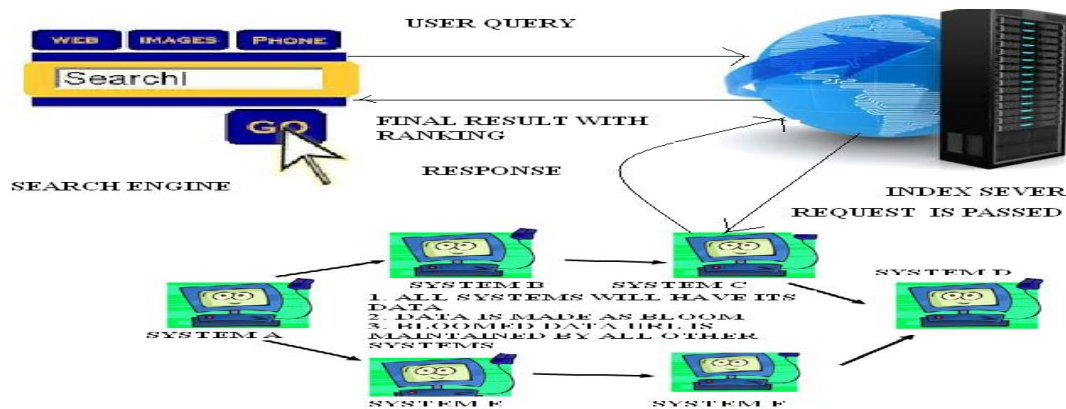 USER QUERY
WEB IMAGES PHONE
Search
GO
FINAL RESULT WITH
RANKING
RESPONSE
SEARCH ENGINE
INDEX SEVER
REQUEST IS PASSED
SYSTEM B
SYSTEM C
SYSTEM D
1. ALL SYSTEMS WILL HAVE ITS
DATA
2. DATA IS MADE AS BLOOM
3. BLOOMED DATA URL IS
MAINTAINED BY ALL OTHER
SYSTEMS
SYSTEM A
SYSTEM E
SYSTEM F